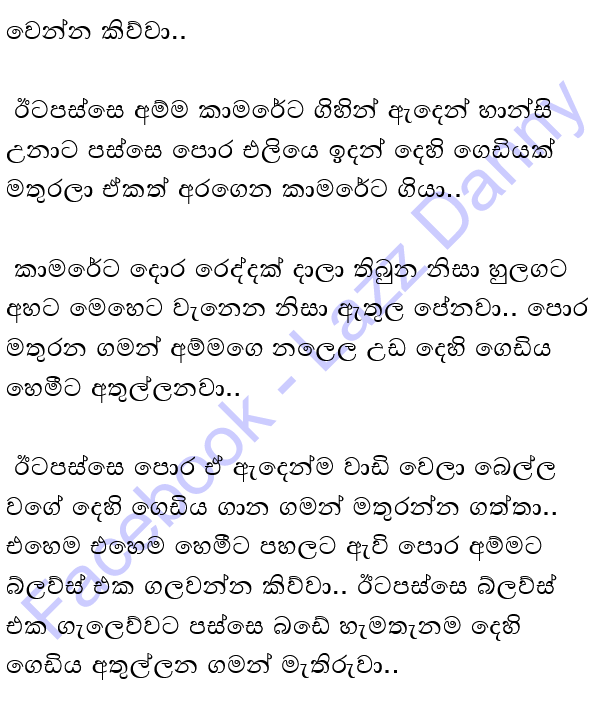 වෙන්න කිව්වා..
ඊටපස්සෙ අම්ම කාමරේට ගිහින් ඇඳෙන් හාන්සි
උනාට පස්සෙ පොර එලියෙ ඉදන් දෙහි ගෙඩියක්
මතුරලා ඒකත් අරගෙන කාමරේට ගියා..
කාමරේට දොර රෙද්දක් දාලා තිබුන නිසා හුලගට
අහට මෙහෙට වැනෙන නිසා ඇතුල පේනවා.. පොර
මතුරන ගමන් අම්මගෙ නලෙල උඩ දෙහි ගෙඩිය
හෙමීට අතුල්ලනවා..
ඊටපස්සෙ පොර ඒ ඇඳෙන්ම වාඩි වෙලා බෙල්ල
වගේ දෙහි ගෙඩිය ගාන ගමන් මතුරන්න ගත්තා..
එහෙම එහෙම හෙමීට පහලට ඇවි පොර අම්මට
බ්ලව්ස් එක ගලවන්න කිව්වා.. ඊටපස්සෙ බ්ලව්ස්
එක ගැලෙව්වට පස්සෙ බඩේ හැමතැනම දෙහි
ගෙඩිය අතුල්ලන ගමන් මැතිරුවා..
Facebook - Lazz Danny